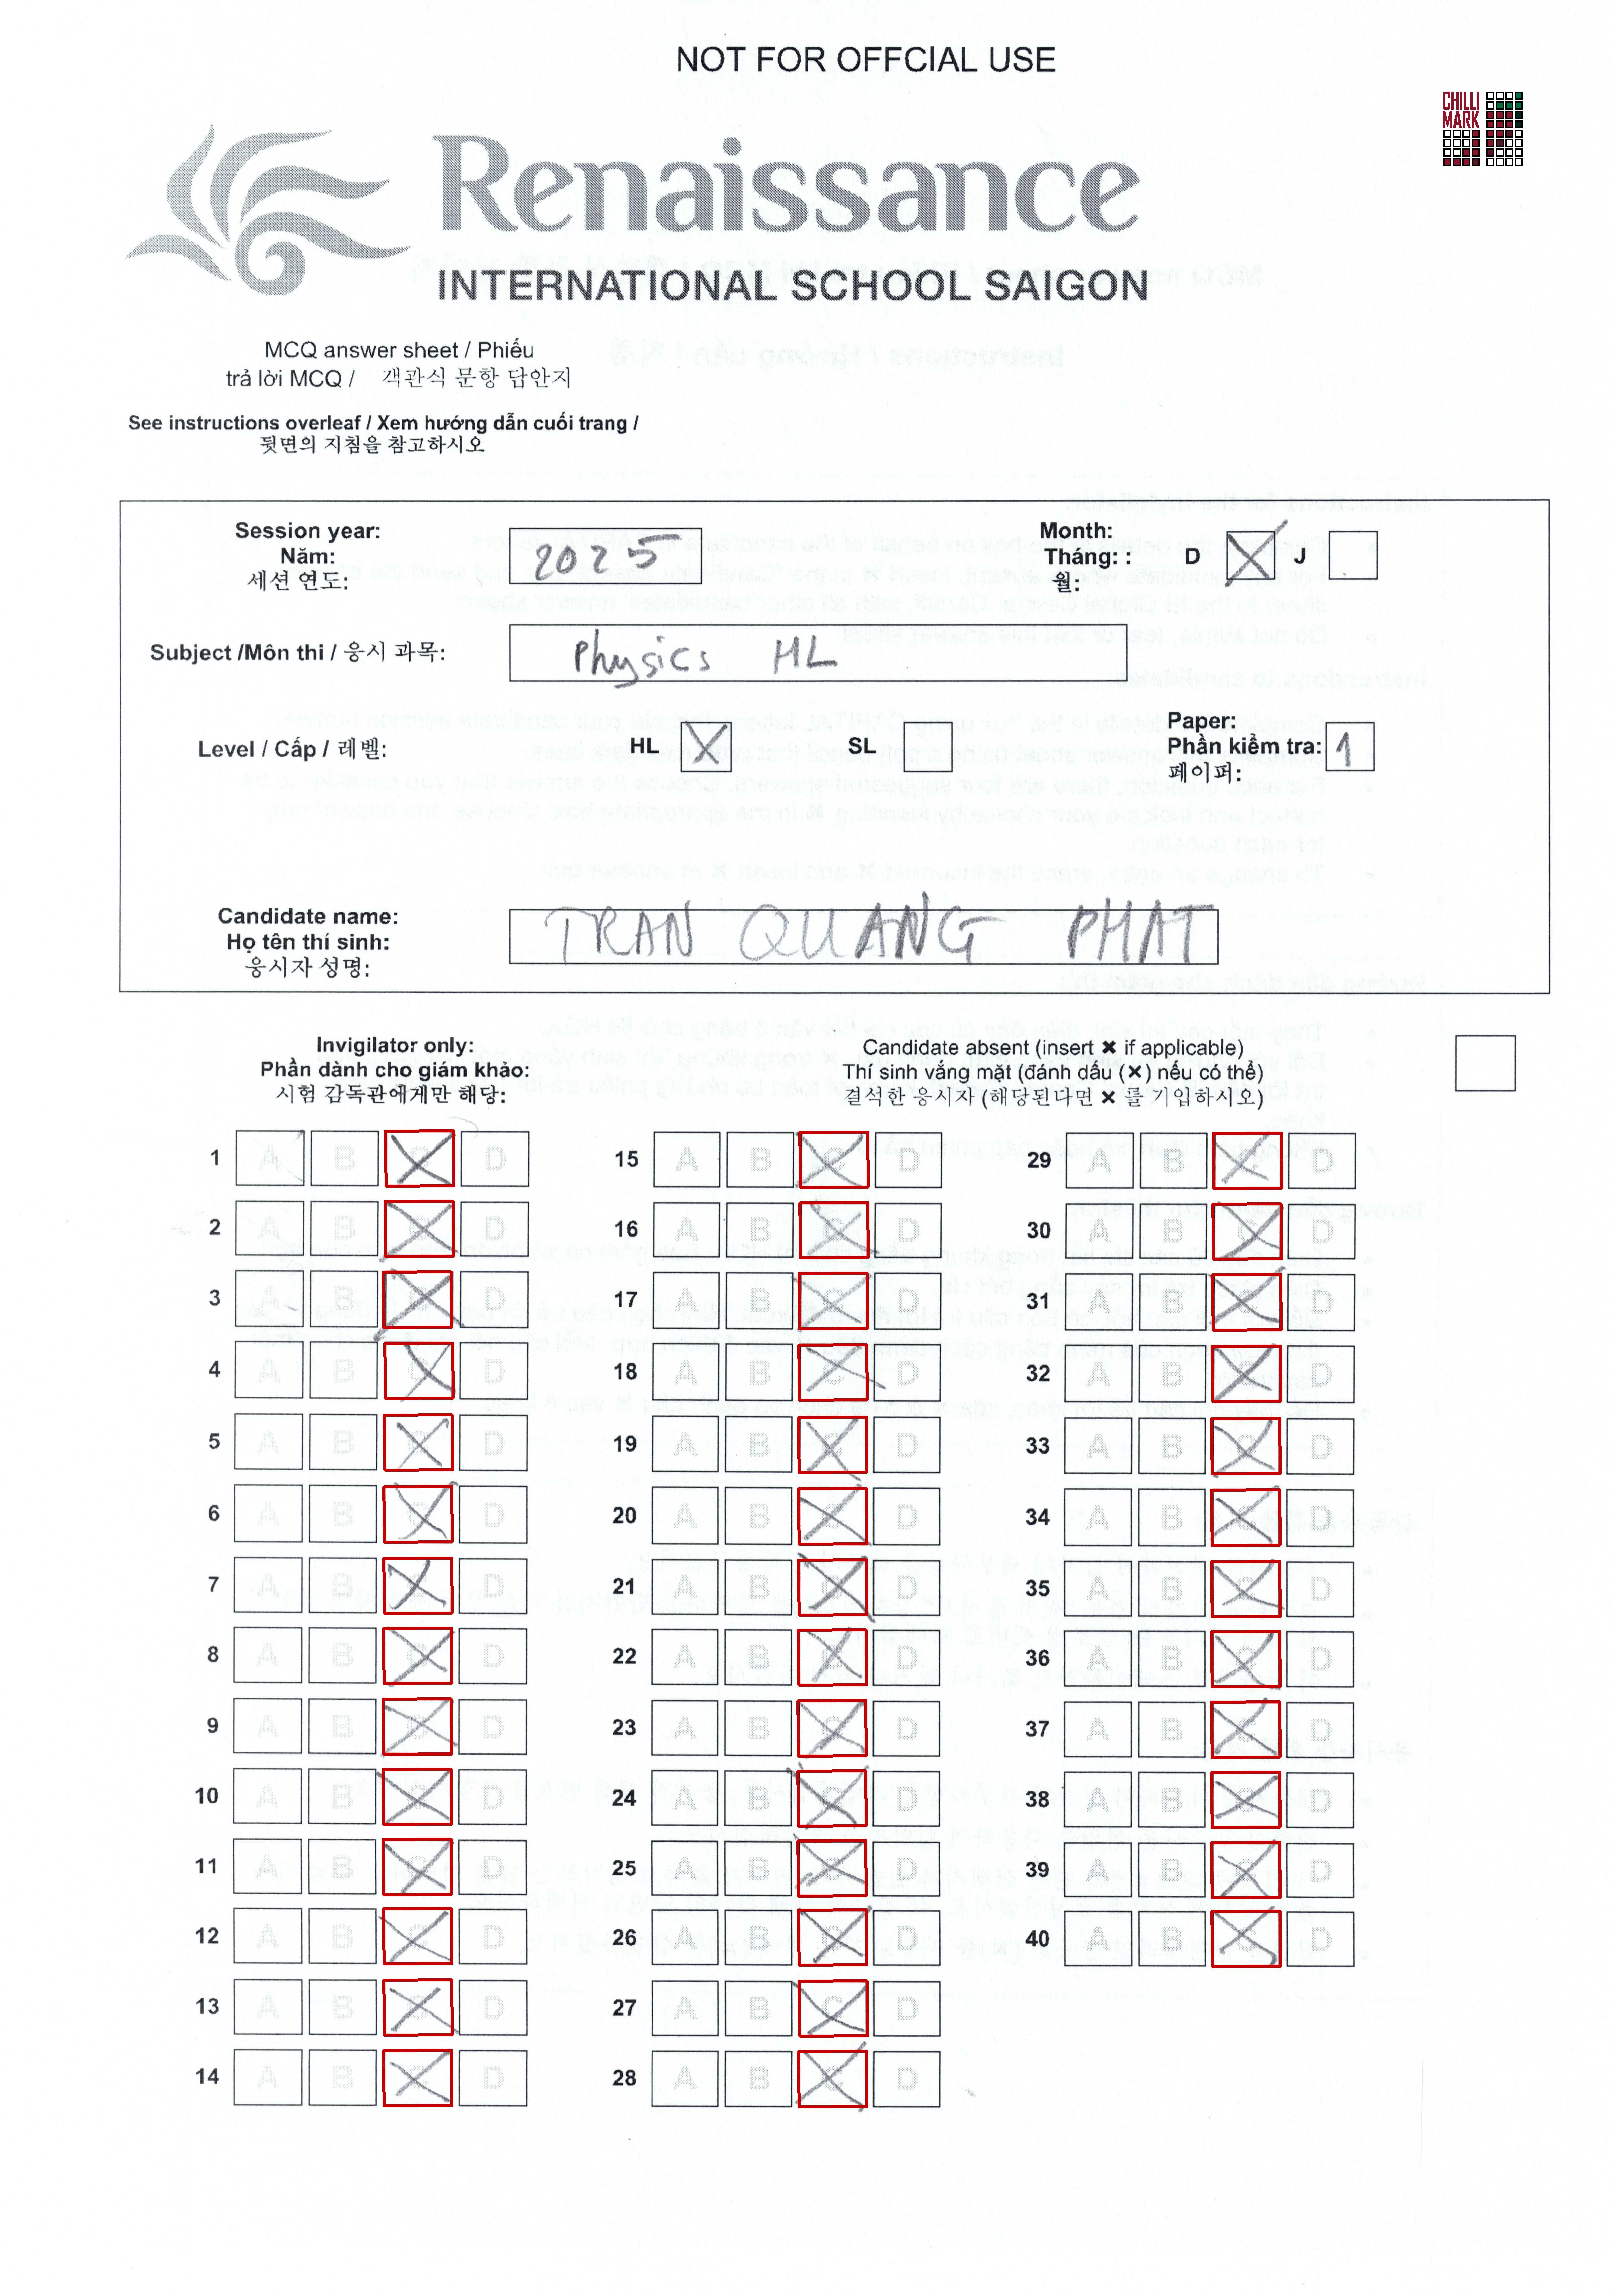 NOT FOR OFFCIAL USE
CHILLI
MARK
Renaissance
INTERNATIONAL SCHOOL SAIGON
MCQ answer sheet / Phiếu
trả lời MCQ / 객관식 문항 답안지
See instructions overleaf / Xem hướng dẫn cuối trang /
뒷면의 지침을 참고하시오
Session year:
Năm:
세션 연도:
2025
Month:
Tháng: :
월:
D X J
Subject /Môn thi / 응시 과목:
Physics HL
Level / Cấp / 레벨:
HL X SL
Paper:
Phần kiểm tra:
페이퍼:
1
Candidate name:
Họ tên thí sinh:
응시자 성명:
TRAN QUANG PHAT
Invigilator only:
Phần dành cho giám khảo:
시험 감독관에게만 해당:
Candidate absent (insert ✖ if applicable)
Thí sinh vắng mặt (đánh dấu (✖) nếu có thể)
결석한 응시자 (해당된다면 ✖ 를 기입하시오)
1 A B C D
2 A B C D
3 A B C D
4 A B C D
5 A B C D
6 A B C D
7 A B C D
8 A B C D
9 A B C D
10 A B C D
11 A B C D
12 A B C D
13 A B C D
14 A B C D
15 A B C D
16 A B C D
17 A B C D
18 A B C D
19 A B C D
20 A B C D
21 A B C D
22 A B C D
23 A B C D
24 A B C D
25 A B C D
26 A B C D
27 A B C D
28 A B C D
29 A B C D
30 A B C D
31 A B C D
32 A B C D
33 A B C D
34 A B C D
35 A B C D
36 A B C D
37 A B C D
38 A B C D
39 A B C D
40 A B C D